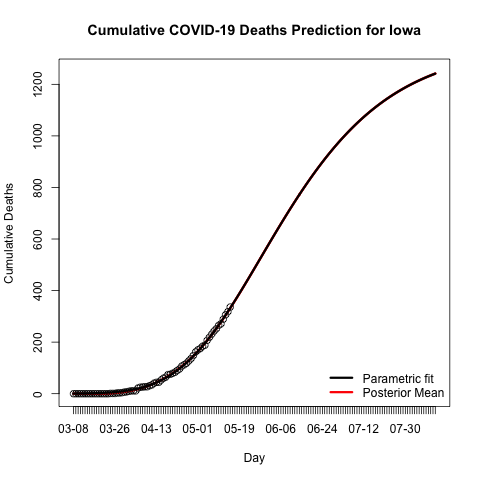 Cumulative COVID-19 Deaths Prediction for Iowa
Cumulative Deaths
1200
1000
800
600
400
200
0
Parametric fit
Posterior Mean
03-08 03-26 04-13 05-01 05-19 06-06 06-24 07-12 07-30
Day